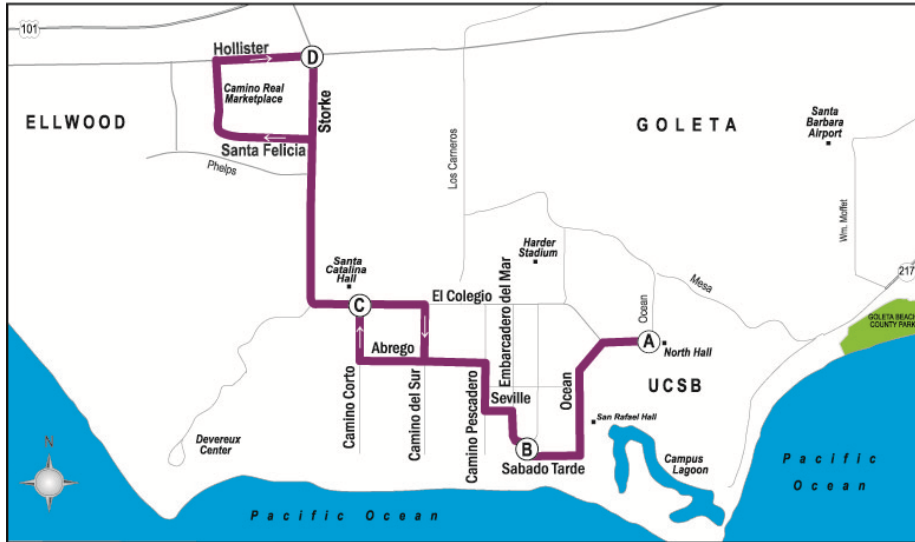 101
Hollister
D
Camino Real
Marketplace
Storke
ELLWOOD
Santa Felicia
Phelps
GOLETA
Los Carneros
Santa
Barbara
Airport
Wm. Moffet
217
Santa
Catalina
Hall
Harder
Stadium
Mesa
Embarcadero del Mar
El Colegio
Ocean
C
GOLETA BEACH
COUNTY PARK
A
North Hall
Abrego
Camino Corto
Camino del Sur
Camino Pescadero
Seville
Ocean
UCSB
San Rafael Hall
B
Sabado Tarde
Devereux
Center
Campus
Lagoon
N
Pacific
Ocean
Pacific Ocean